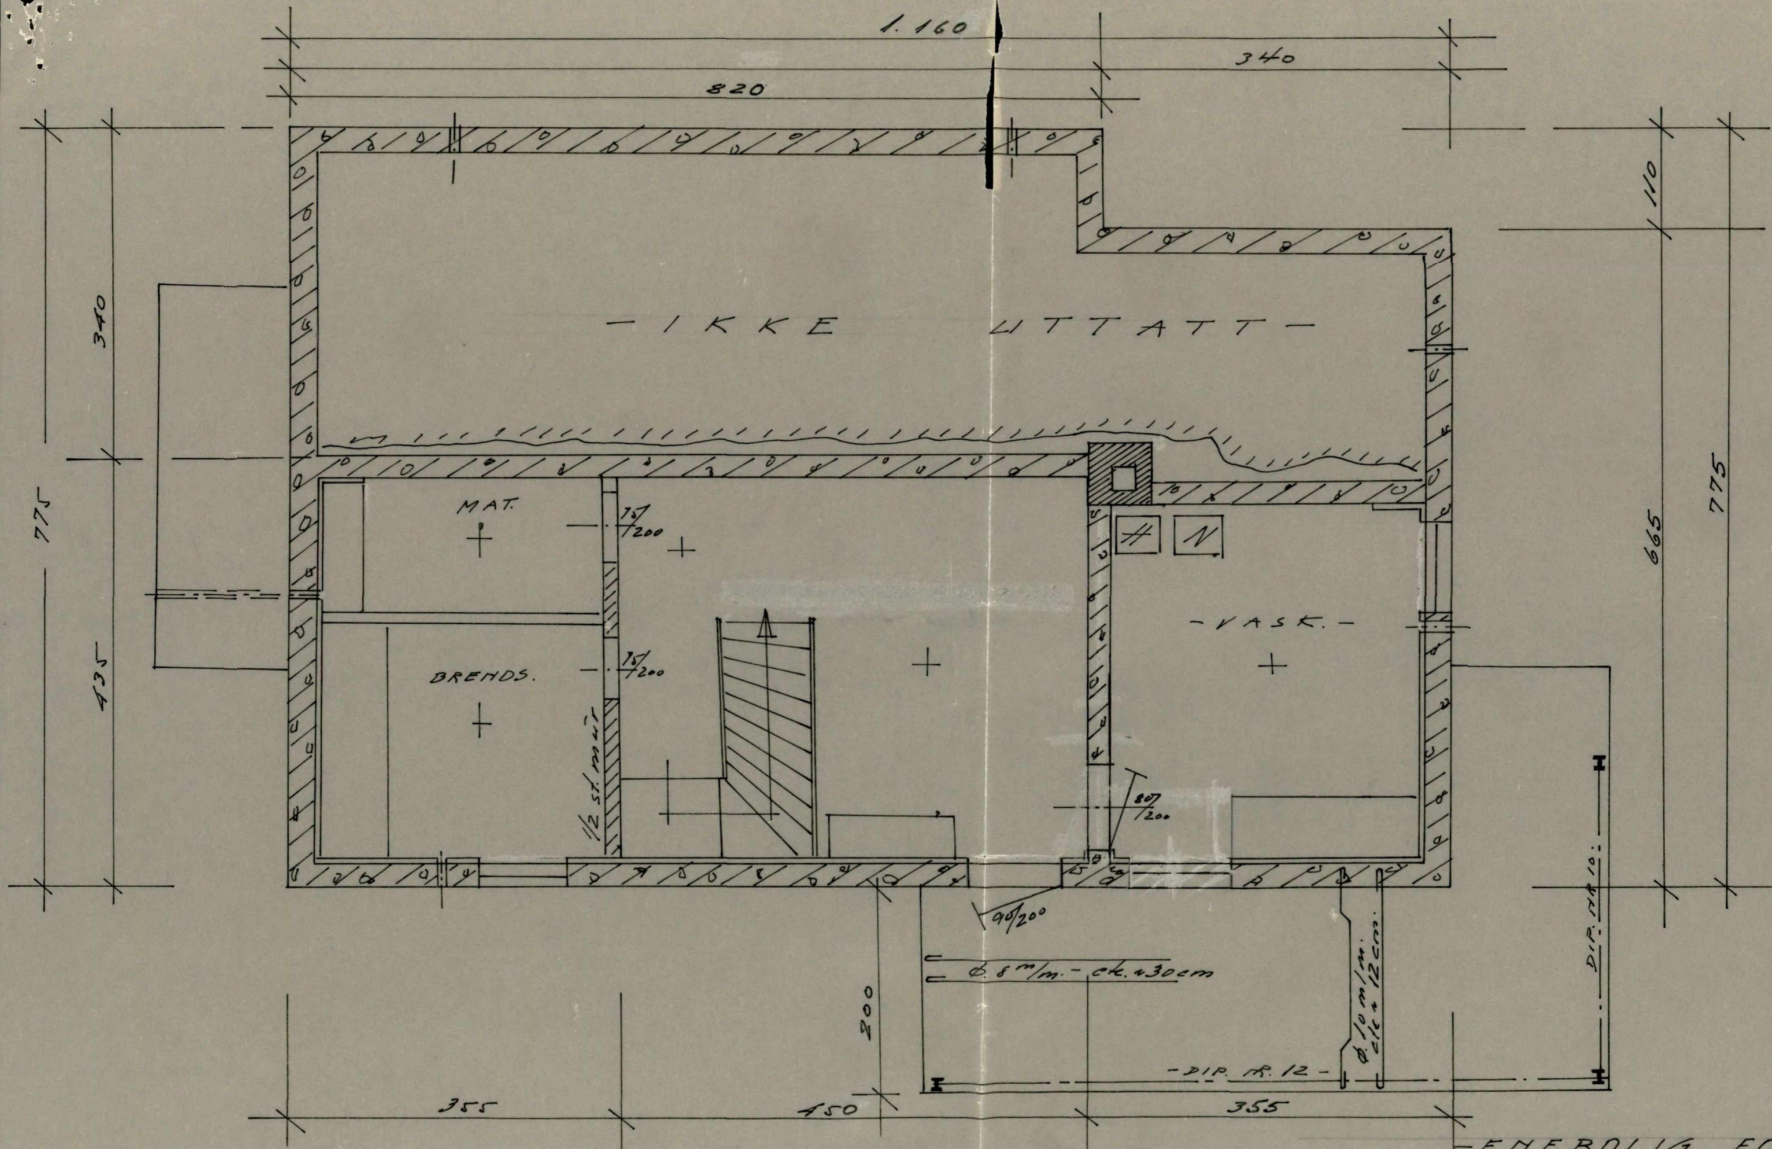 1.160
340
820
110
340
- IKKE UTTATT -
775
775
MAT.
75/200
H
N
665
- VASK. -
435
BRENDS.
75/200
1/2 st. mur
80/200
90/200
DIP. NR 10.
ø 8 m/m. - ck. ~ 30 cm
ø 10 m/m.
ck ~ 12 cm.
200
- DIP. NR. 12 -
355
450
355
- ENEBOLIG